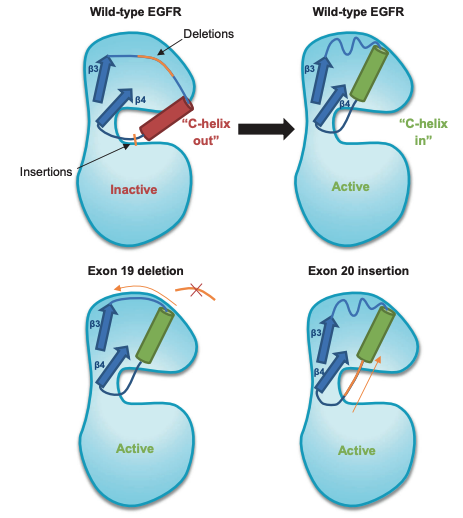 Wild-type EGFR
Wild-type EGFR
Deletions
β3
β4
“C-helix
out”
Insertions
Inactive
β3
β4
“C-helix
in”
Active
Exon 19 deletion
Exon 20 insertion
β3
β4
Active
β3
β4
Active